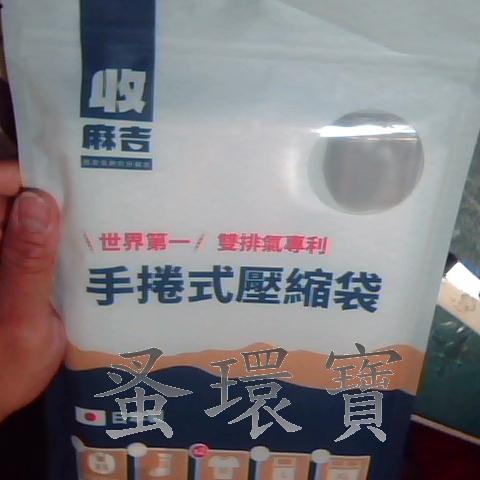 收
麻吉
\世界第一/ 雙排氣專利
手捲式壓縮袋
蚤環寶